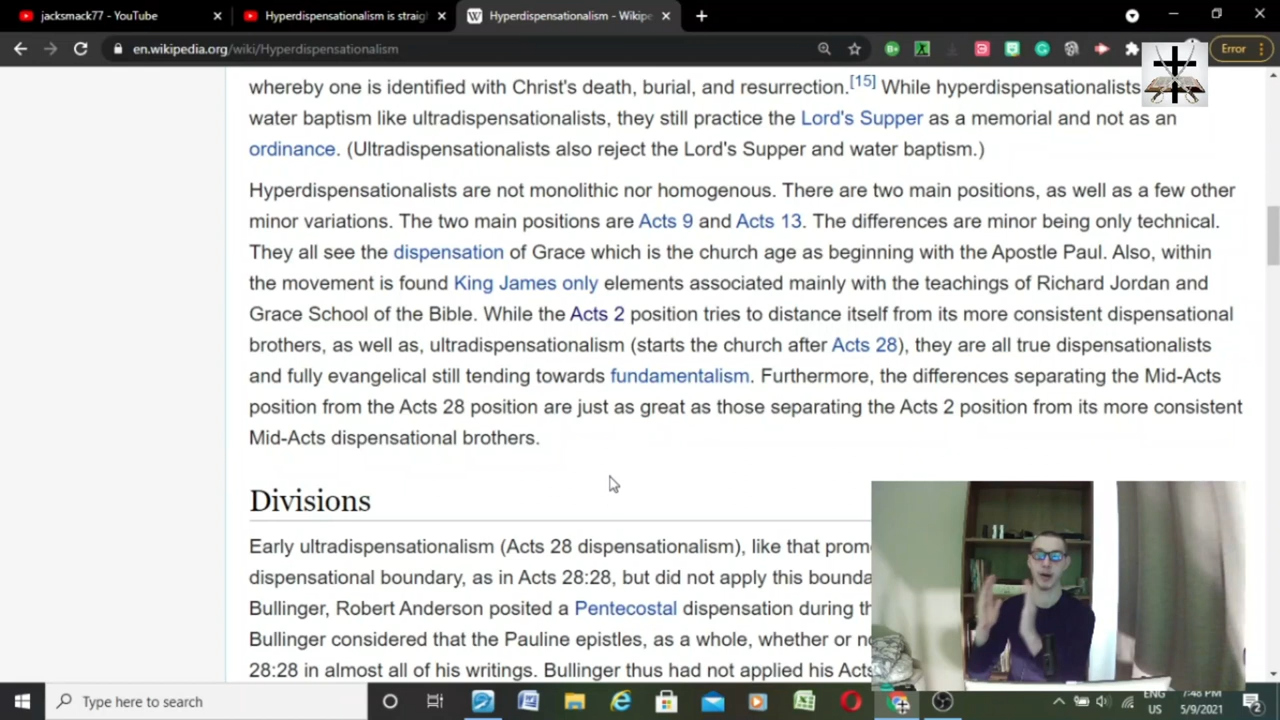 jacksmack77 - YouTube
Hyperdispensationalism is straig
Hyperdispensationalism - Wikipe
en.wikipedia.org/wiki/Hyperdispensationalism
Error
whereby one is identified with Christ's death, burial, and resurrection.[15] While hyperdispensationalists
water baptism like ultradispensationalists, they still practice the Lord's Supper as a memorial and not as an
ordinance. (Ultradispensationalists also reject the Lord's Supper and water baptism.)
Hyperdispensationalists are not monolithic nor homogenous. There are two main positions, as well as a few other
minor variations. The two main positions are Acts 9 and Acts 13. The differences are minor being only technical.
They all see the dispensation of Grace which is the church age as beginning with the Apostle Paul. Also, within
the movement is found King James only elements associated mainly with the teachings of Richard Jordan and
Grace School of the Bible. While the Acts 2 position tries to distance itself from its more consistent dispensational
brothers, as well as, ultradispensationalism (starts the church after Acts 28), they are all true dispensationalists
and fully evangelical still tending towards fundamentalism. Furthermore, the differences separating the Mid-Acts
position from the Acts 28 position are just as great as those separating the Acts 2 position from its more consistent
Mid-Acts dispensational brothers.
Divisions
Early ultradispensationalism (Acts 28 dispensationalism), like that prom
dispensational boundary, as in Acts 28:28, but did not apply this bounda
Bullinger, Robert Anderson posited a Pentecostal dispensation during th
Bullinger considered that the Pauline epistles, as a whole, whether or no
28:28 in almost all of his writings. Bullinger thus had not applied his Acts
Type here to search
ENG
US
7:48 PM
5/9/2021
2